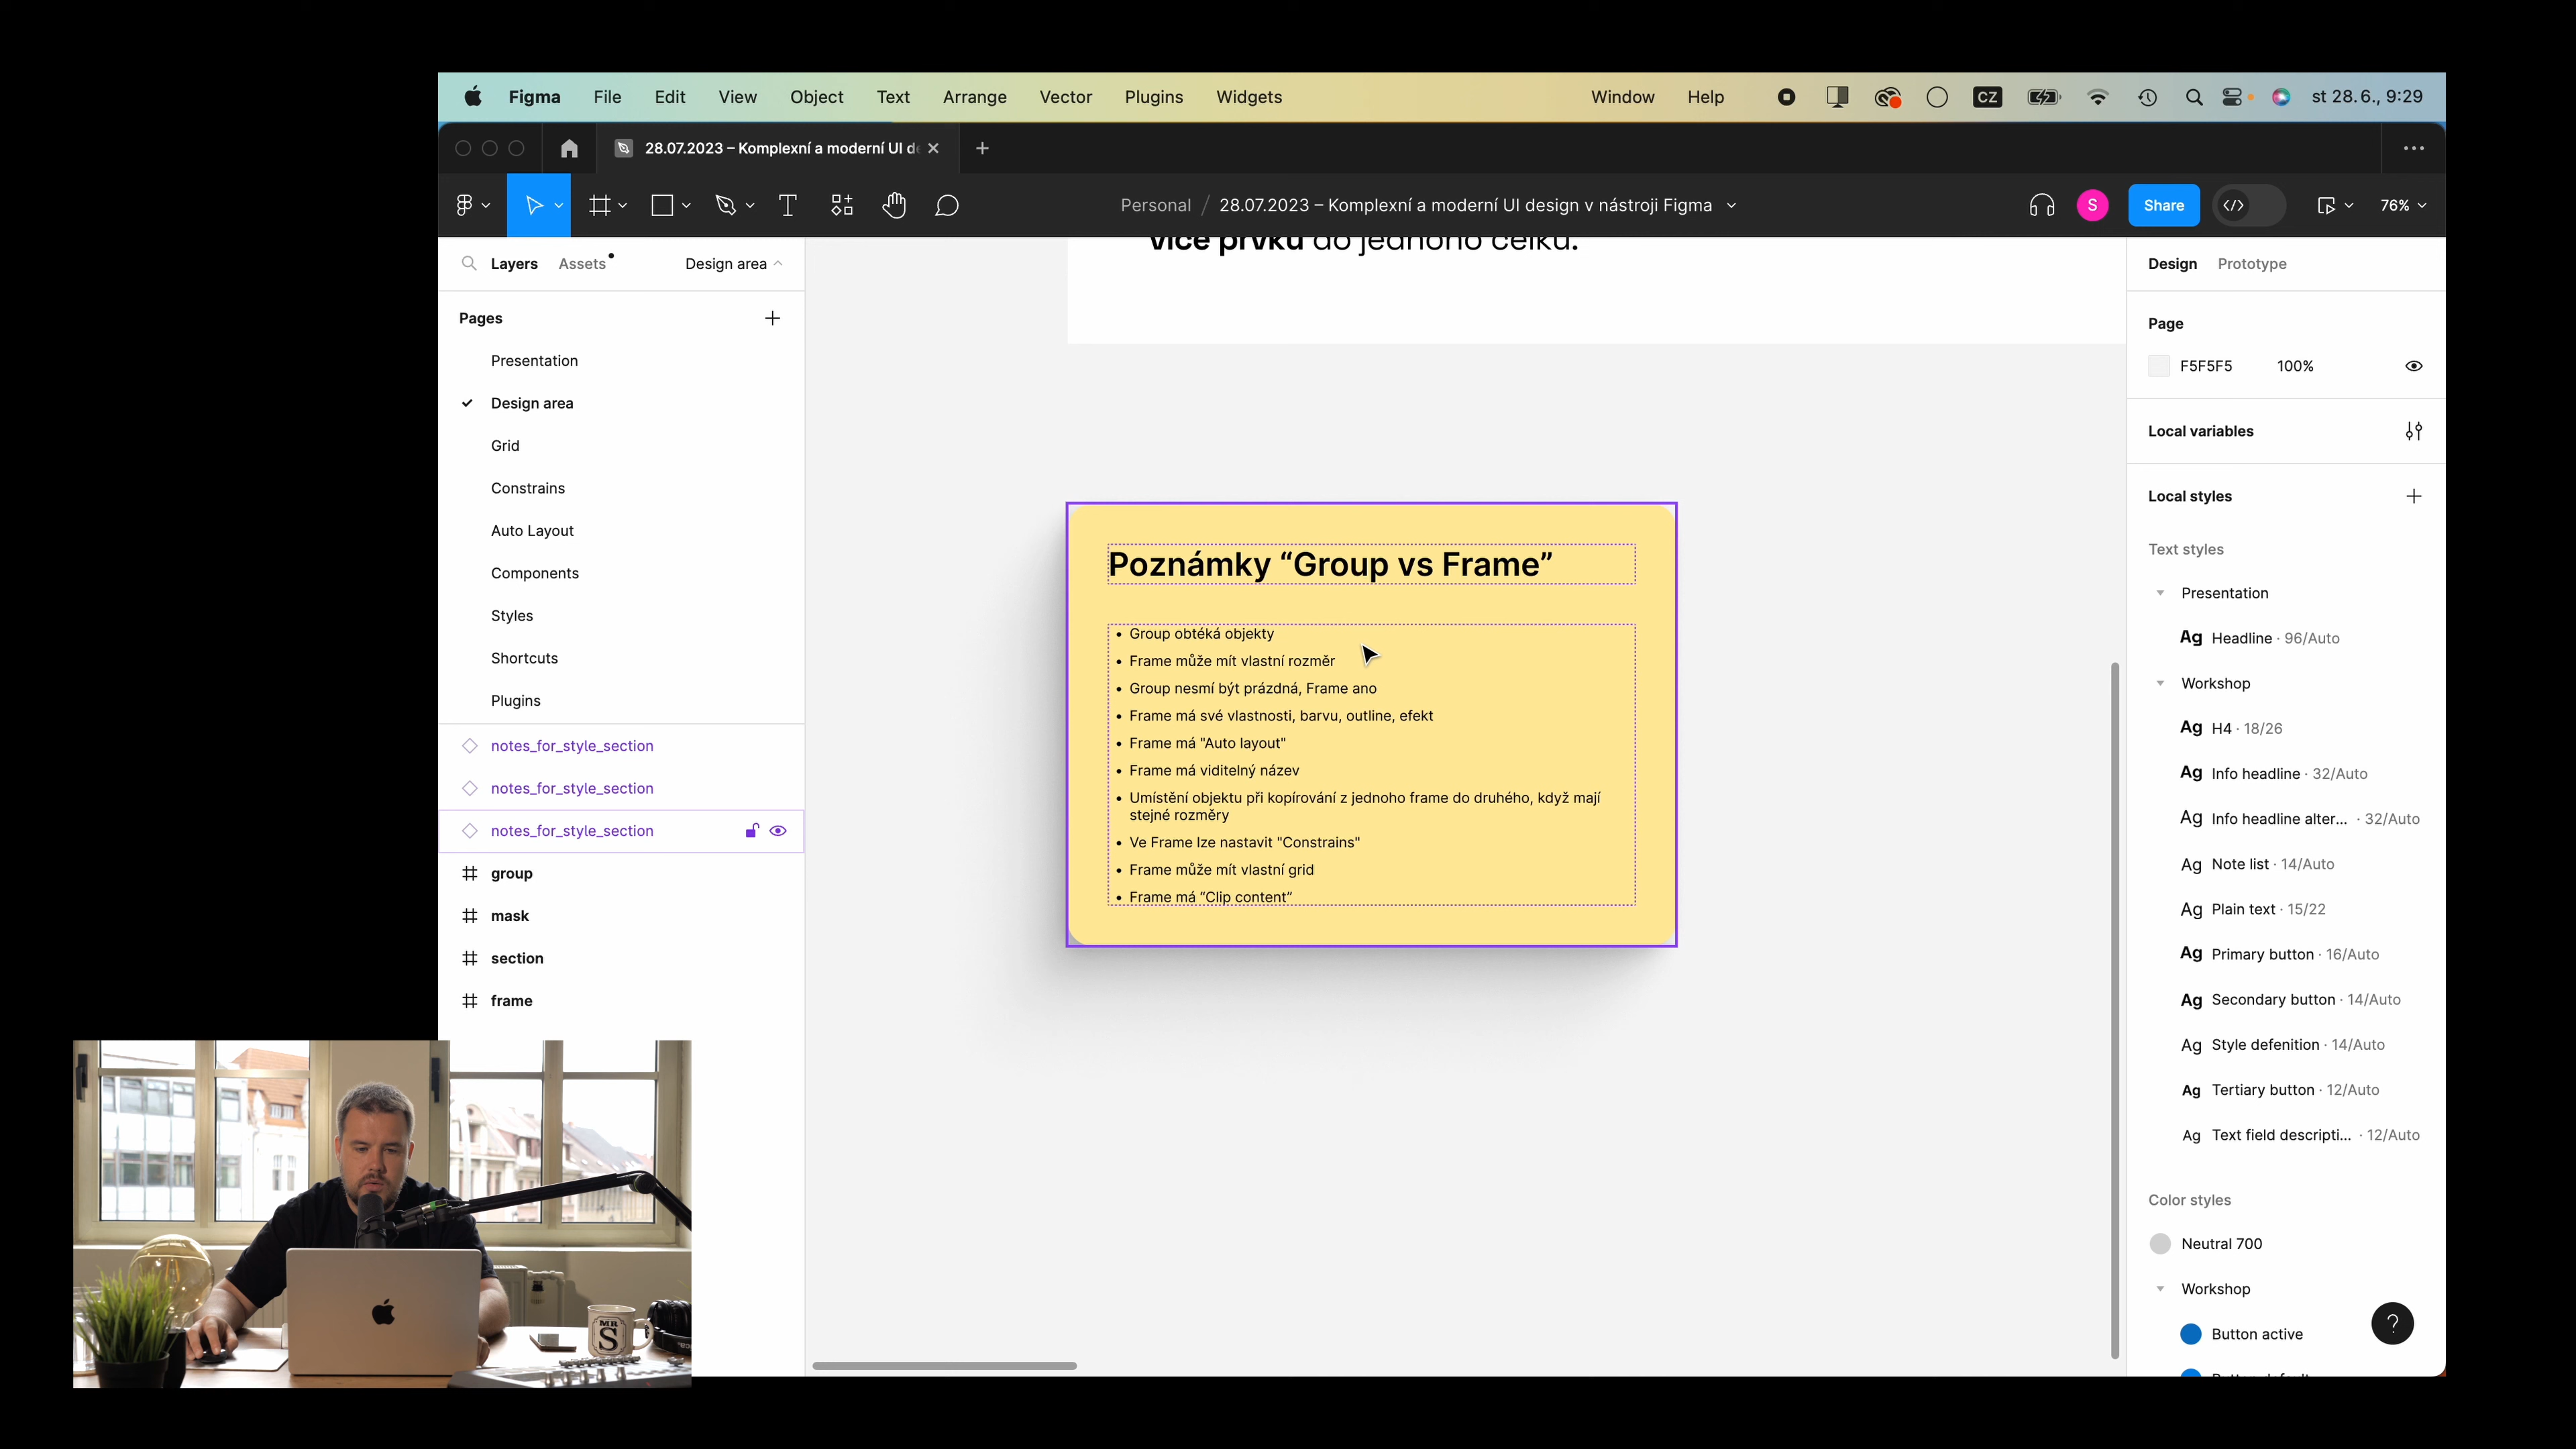 Figma File Edit View Object Text Arrange Vector Plugins Widgets Window Help CZ st 28. 6., 9:29
28.07.2023 – Komplexní a moderní UI de
Personal / 28.07.2023 – Komplexní a moderní UI design v nástroji Figma S Share 76%
Layers Assets Design area
Pages
Presentation
Design area
Grid
Constrains
Auto Layout
Components
Styles
Shortcuts
Plugins
notes_for_style_section
notes_for_style_section
notes_for_style_section
group
mask
section
frame
více prvků do jednoho celku.
Poznámky “Group vs Frame”
• Group obtéká objekty
• Frame může mít vlastní rozměr
• Group nesmí být prázdná, Frame ano
• Frame má své vlastnosti, barvu, outline, efekt
• Frame má "Auto layout"
• Frame má viditelný název
• Umístění objektu při kopírování z jednoho frame do druhého, když mají
stejné rozměry
• Ve Frame lze nastavit "Constrains"
• Frame může mít vlastní grid
• Frame má “Clip content”
Design Prototype
Page
F5F5F5 100%
Local variables
Local styles
Text styles
Presentation
Ag Headline · 96/Auto
Workshop
Ag H4 · 18/26
Ag Info headline · 32/Auto
Ag Info headline alter... · 32/Auto
Ag Note list · 14/Auto
Ag Plain text · 15/22
Ag Primary button · 16/Auto
Ag Secondary button · 14/Auto
Ag Style defenition · 14/Auto
Ag Tertiary button · 12/Auto
Ag Text field descripti... · 12/Auto
Color styles
Neutral 700
Workshop
Button active
?
MR
S